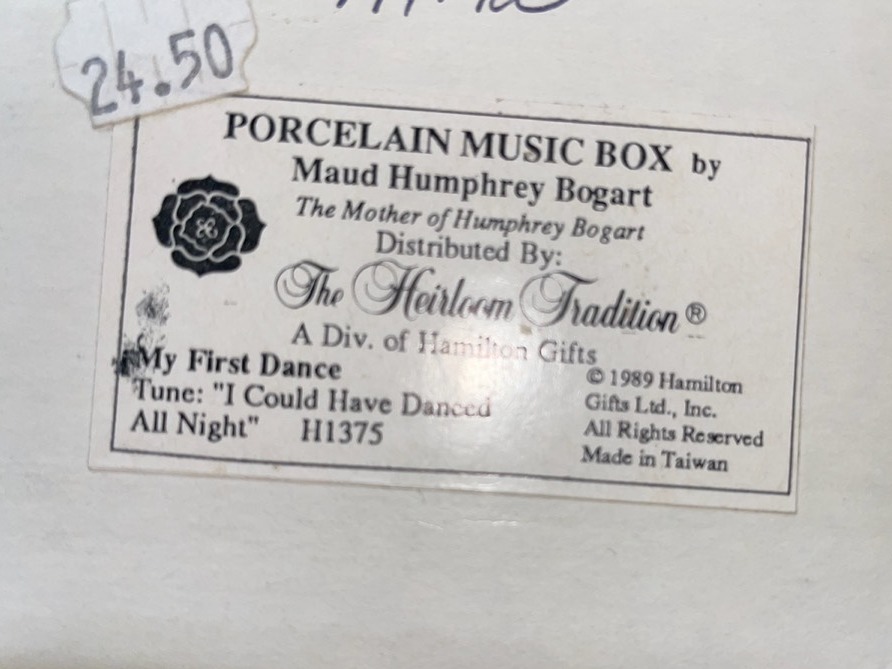 24.50
PORCELAIN MUSIC BOX by
Maud Humphrey Bogart
The Mother of Humphrey Bogart
Distributed By:
The Heirloom Tradition®
A Div. of Hamilton Gifts
My First Dance
Tune: "I Could Have Danced
All Night" H1375
© 1989 Hamilton
Gifts Ltd., Inc.
All Rights Reserved
Made in Taiwan